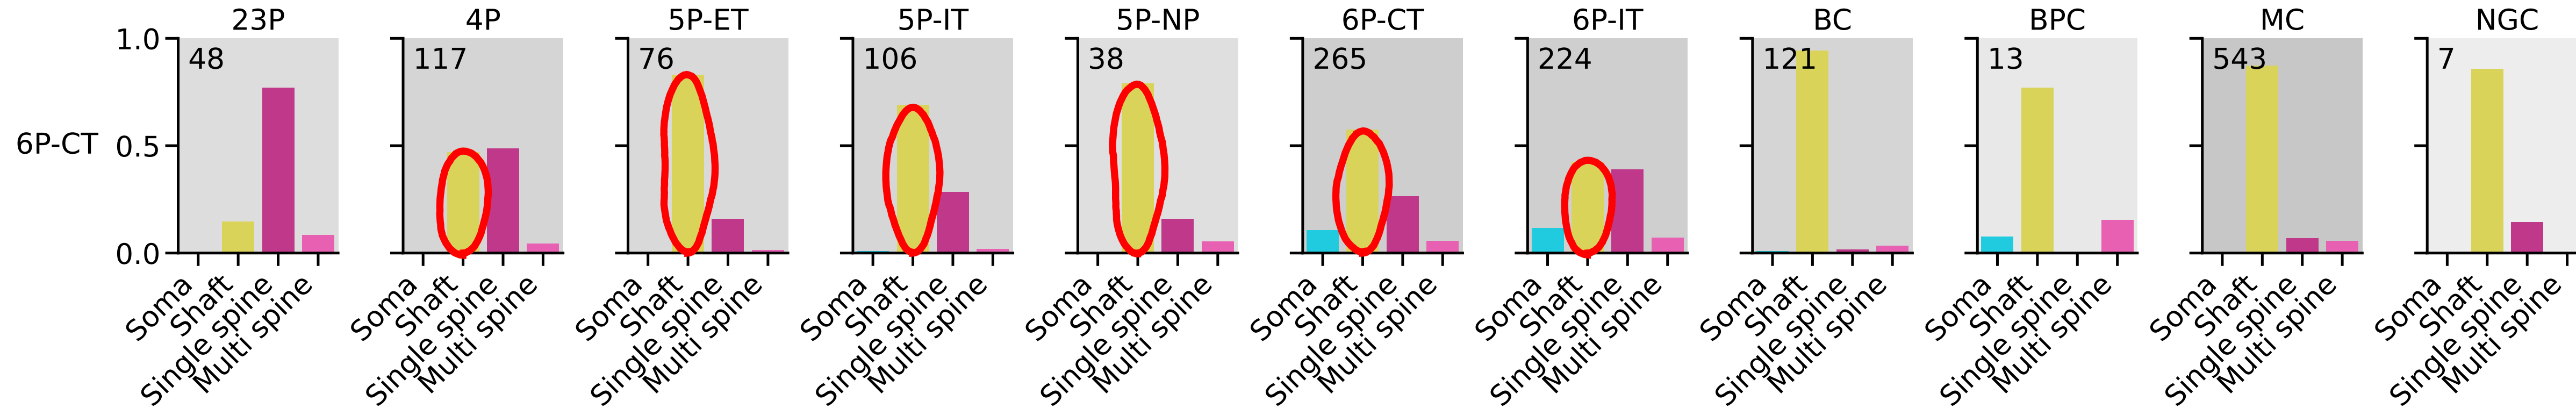 23P 4P 5P-ET 5P-IT 5P-NP 6P-CT 6P-IT BC BPC MC NGC
1.0 48 117 76 106 38 265 224 121 13 543 7
6P-CT 0.5
0.0
Soma Shaft Single spine Multi spine
Soma Shaft Single spine Multi spine
Soma Shaft Single spine Multi spine
Soma Shaft Single spine Multi spine
Soma Shaft Single spine Multi spine
Soma Shaft Single spine Multi spine
Soma Shaft Single spine Multi spine
Soma Shaft Single spine Multi spine
Soma Shaft Single spine Multi spine
Soma Shaft Single spine Multi spine
Soma Shaft Single spine Multi spine